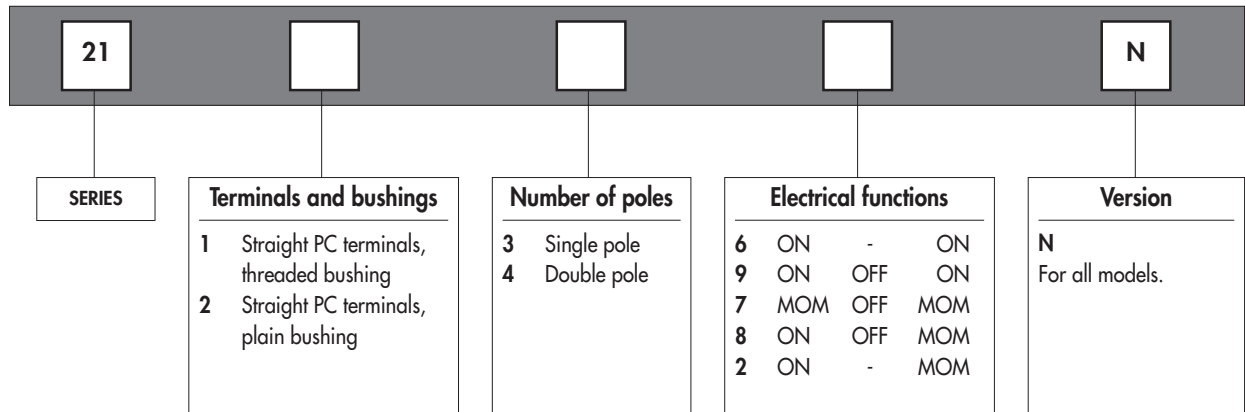 21
N
SERIES
Terminals and bushings
1 Straight PC terminals,
threaded bushing
2 Straight PC terminals,
plain bushing
Number of poles
3 Single pole
4 Double pole
Electrical functions
6 ON - ON
9 ON OFF ON
7 MOM OFF MOM
8 ON OFF MOM
2 ON - MOM
Version
N
For all models.